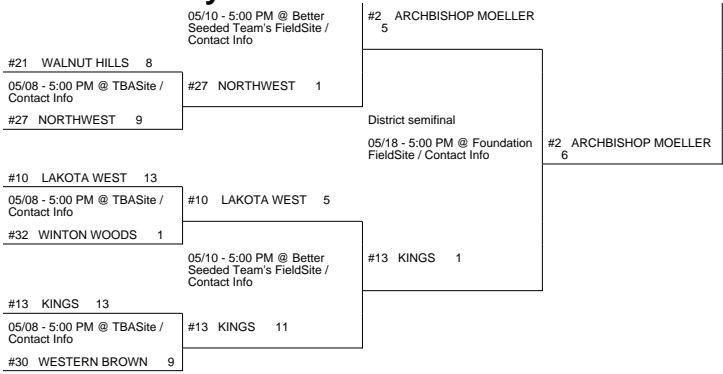 05/10 - 5:00 PM @ Better
Seeded Team's FieldSite /
Contact Info
#2 ARCHBISHOP MOELLER
5
#21 WALNUT HILLS 8
05/08 - 5:00 PM @ TBASite /
Contact Info
#27 NORTHWEST 1
#27 NORTHWEST 9
District semifinal
05/18 - 5:00 PM @ Foundation
FieldSite / Contact Info
#2 ARCHBISHOP MOELLER
6
#10 LAKOTA WEST 13
05/08 - 5:00 PM @ TBASite /
Contact Info
#10 LAKOTA WEST 5
#32 WINTON WOODS 1
05/10 - 5:00 PM @ Better
Seeded Team's FieldSite /
Contact Info
#13 KINGS 1
#13 KINGS 13
05/08 - 5:00 PM @ TBASite /
Contact Info
#13 KINGS 11
#30 WESTERN BROWN 9